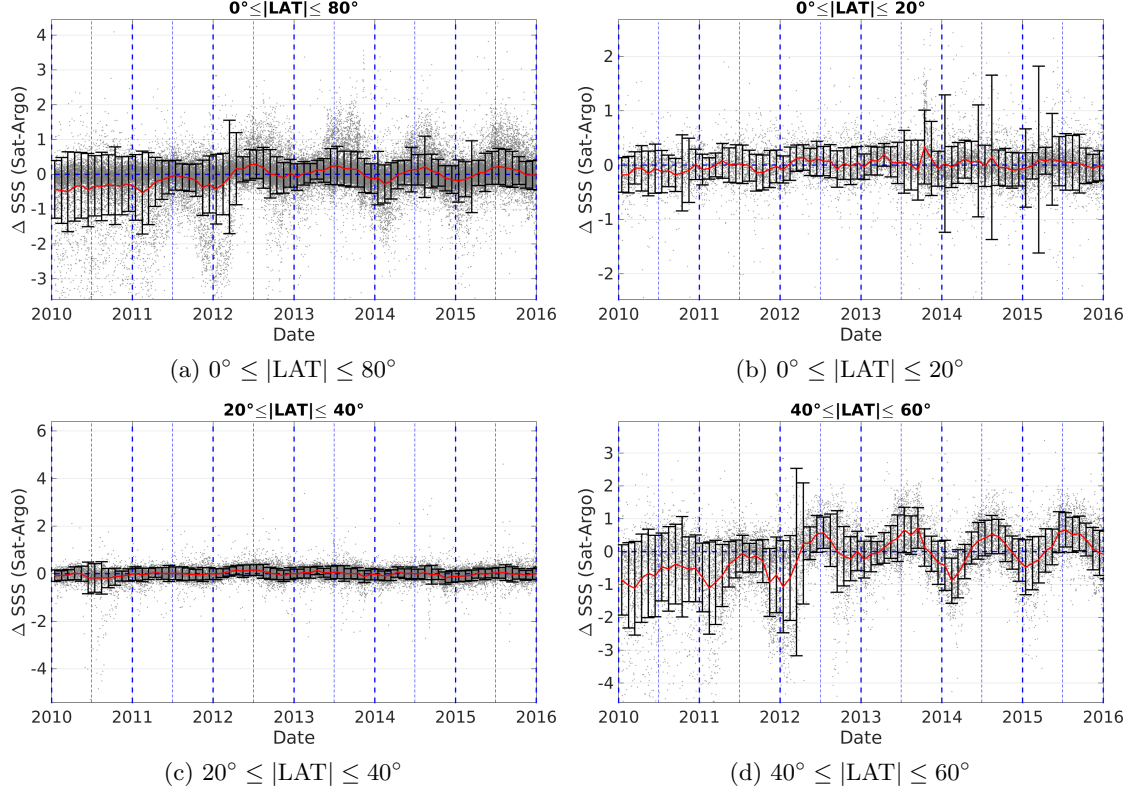 0°≤|LAT|≤ 80°
Δ SSS (Sat-Argo)
4
3
2
1
0
-1
-2
-3
2010 2011 2012 2013 2014 2015 2016
Date
(a) 0° ≤ |LAT| ≤ 80°
0°≤|LAT|≤ 20°
Δ SSS (Sat-Argo)
2
1
0
-1
-2
2010 2011 2012 2013 2014 2015 2016
Date
(b) 0° ≤ |LAT| ≤ 20°
20°≤|LAT|≤ 40°
Δ SSS (Sat-Argo)
6
4
2
0
-2
-4
2010 2011 2012 2013 2014 2015 2016
Date
(c) 20° ≤ |LAT| ≤ 40°
40°≤|LAT|≤ 60°
Δ SSS (Sat-Argo)
3
2
1
0
-1
-2
-3
-4
2010 2011 2012 2013 2014 2015 2016
Date
(d) 40° ≤ |LAT| ≤ 60°